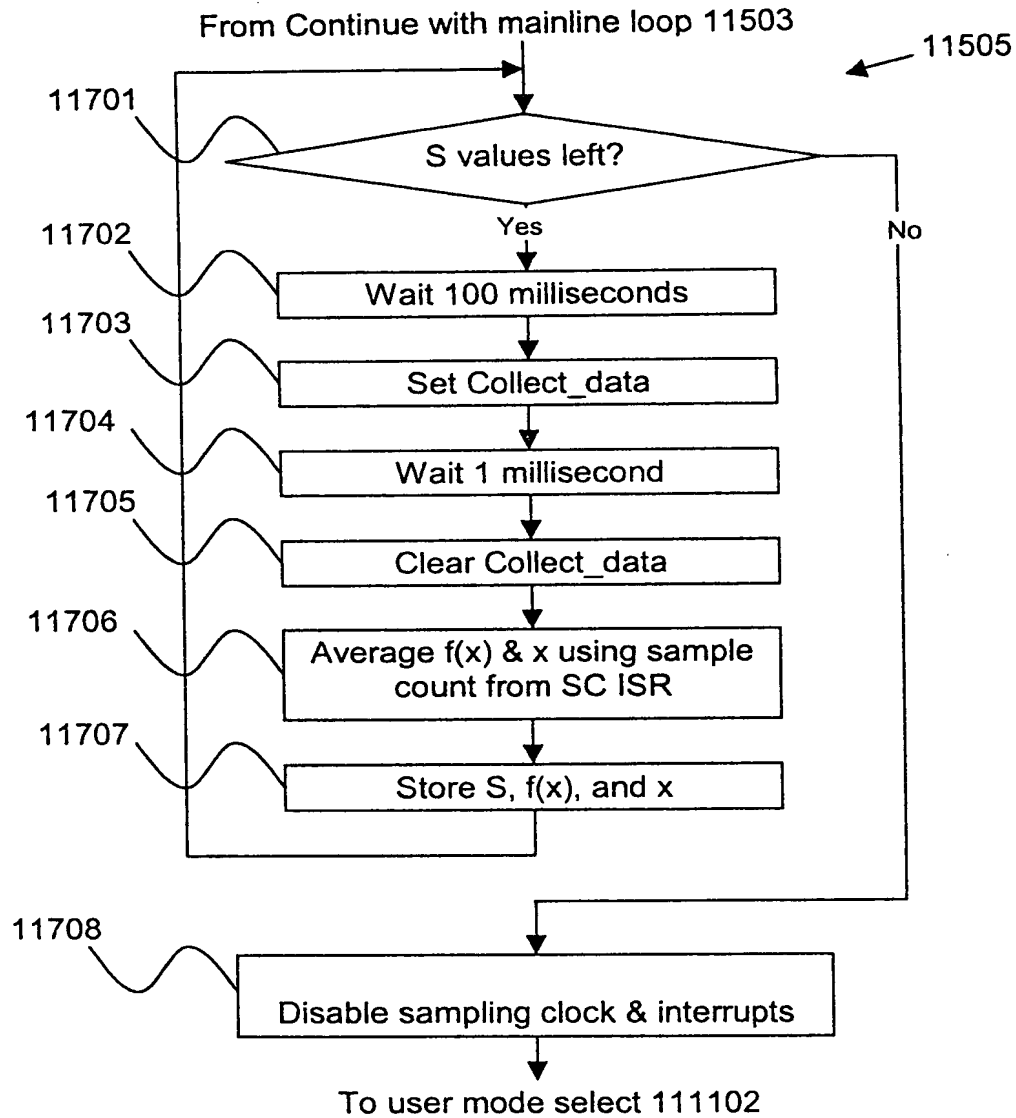 From Continue with mainline loop 11503
11505
11701
S values left?
Yes
No
11702
Wait 100 milliseconds
11703
Set Collect_data
11704
Wait 1 millisecond
11705
Clear Collect_data
11706
Average f(x) & x using sample
count from SC ISR
11707
Store S, f(x), and x
11708
Disable sampling clock & interrupts
To user mode select 111102